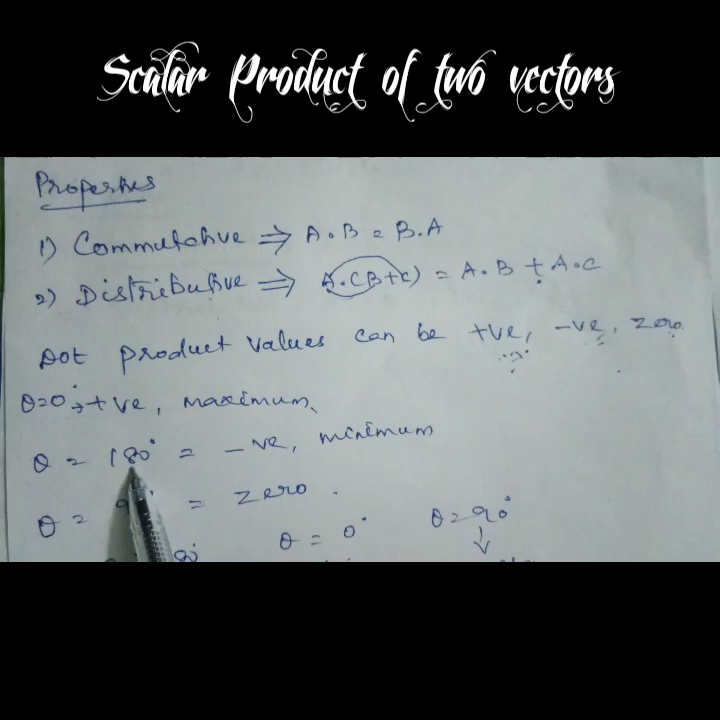 Scalar Product of two vectors
Properties
1) Commutative ⇒ A.B = B.A
2) Distributive ⇒ A.(B+C) = A.B + A.C
Dot product values can be +ve, -ve, zero.
θ=0°→ +ve, maximum
θ = 180° = -ve, minimum
θ = 9 = zero.
θ = 0° θ=90°